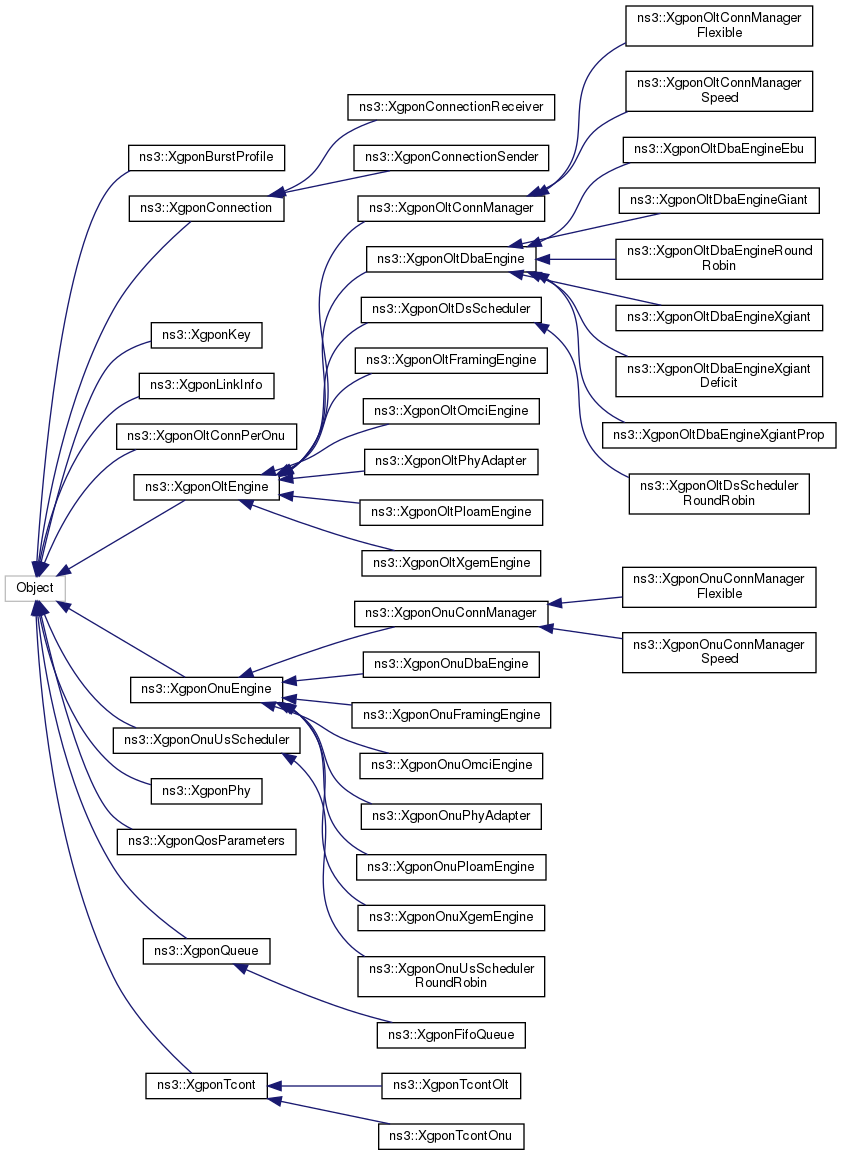 ns3::XgponOltConnManager
Flexible
ns3::XgponOltConnManager
Speed
ns3::XgponConnectionReceiver
ns3::XgponOltDbaEngineEbu
ns3::XgponBurstProfile
ns3::XgponConnectionSender
ns3::XgponOltDbaEngineGiant
ns3::XgponConnection
ns3::XgponOltConnManager
ns3::XgponOltDbaEngineRound
Robin
ns3::XgponOltDbaEngine
ns3::XgponOltDsScheduler
ns3::XgponOltDbaEngineXgiant
ns3::XgponKey
ns3::XgponOltFramingEngine
ns3::XgponOltDbaEngineXgiant
Deficit
ns3::XgponLinkInfo
ns3::XgponOltOmciEngine
ns3::XgponOltConnPerOnu
ns3::XgponOltDbaEngineXgiantProp
ns3::XgponOltPhyAdapter
ns3::XgponOltEngine
ns3::XgponOltDsScheduler
RoundRobin
ns3::XgponOltPloamEngine
ns3::XgponOltXgemEngine
Object
ns3::XgponOnuConnManager
Flexible
ns3::XgponOnuConnManager
ns3::XgponOnuConnManager
Speed
ns3::XgponOnuDbaEngine
ns3::XgponOnuEngine
ns3::XgponOnuFramingEngine
ns3::XgponOnuUsScheduler
ns3::XgponOnuOmciEngine
ns3::XgponPhy
ns3::XgponOnuPhyAdapter
ns3::XgponQosParameters
ns3::XgponOnuPloamEngine
ns3::XgponOnuXgemEngine
ns3::XgponQueue
ns3::XgponOnuUsScheduler
RoundRobin
ns3::XgponFifoQueue
ns3::XgponTcont
ns3::XgponTcontOlt
ns3::XgponTcontOnu